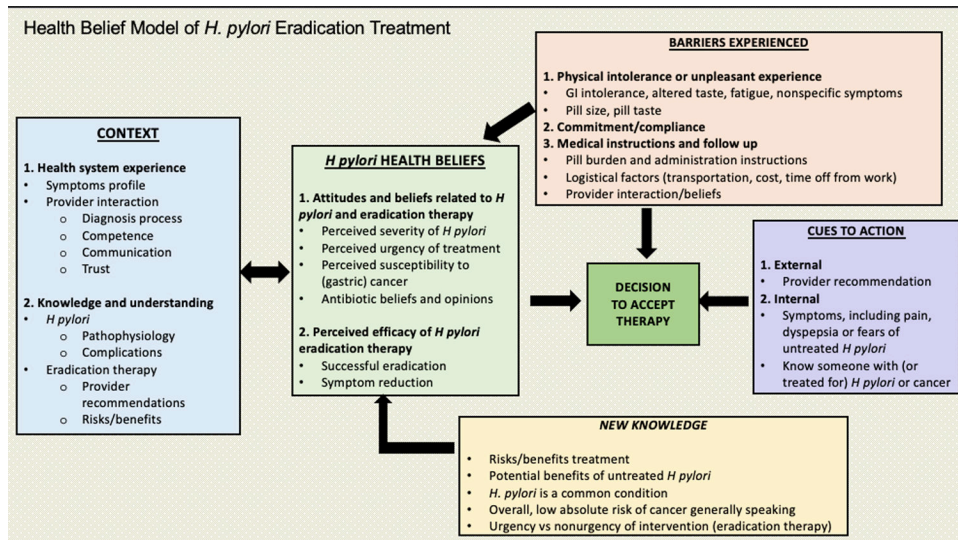 Health Belief Model of H. pylori Eradication Treatment
CONTEXT
1. Health system experience
• Symptoms profile
• Provider interaction
o Diagnosis process
o Competence
o Communication
o Trust
2. Knowledge and understanding
• H pylori
o Pathophysiology
o Complications
• Eradication therapy
o Provider
recommendations
o Risks/benefits
H pylori HEALTH BELIEFS
1. Attitudes and beliefs related to H
pylori and eradication therapy
• Perceived severity of H pylori
• Perceived urgency of treatment
• Perceived susceptibility to
(gastric) cancer
• Antibiotic beliefs and opinions
2. Perceived efficacy of H pylori
eradication therapy
• Successful eradication
• Symptom reduction
BARRIERS EXPERIENCED
1. Physical intolerance or unpleasant experience
• GI intolerance, altered taste, fatigue, nonspecific symptoms
• Pill size, pill taste
2. Commitment/compliance
3. Medical instructions and follow up
• Pill burden and administration instructions
• Logistical factors (transportation, cost, time off from work)
• Provider interaction/beliefs
DECISION
TO ACCEPT
THERAPY
CUES TO ACTION
1. External
• Provider recommendation
2. Internal
• Symptoms, including pain,
dyspepsia or fears of
untreated H pylori
• Know someone with (or
treated for) H pylori or cancer
NEW KNOWLEDGE
• Risks/benefits treatment
• Potential benefits of untreated H pylori
• H. pylori is a common condition
• Overall, low absolute risk of cancer generally speaking
• Urgency vs nonurgency of intervention (eradication therapy)